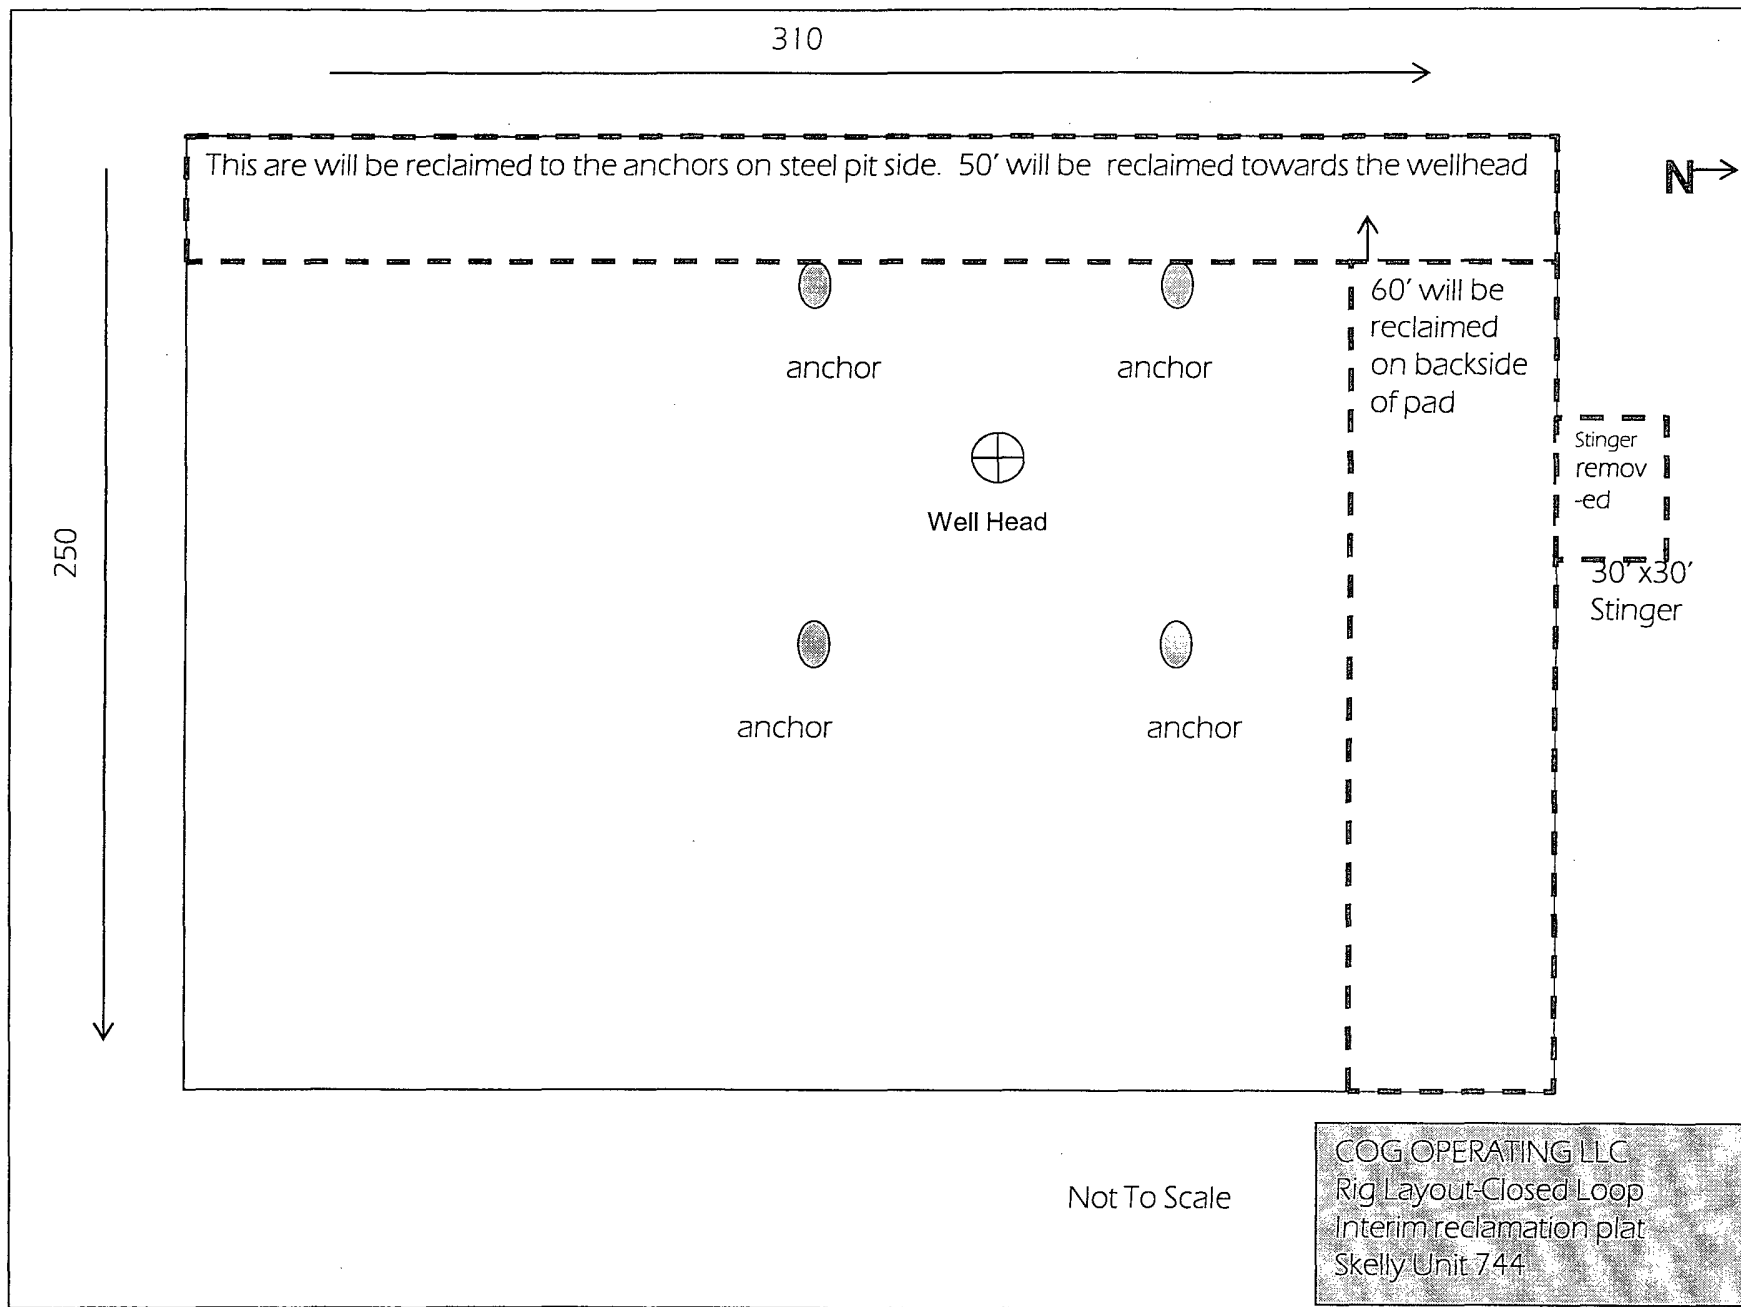 310
This are will be reclaimed to the anchors on steel pit side. 50' will be reclaimed towards the wellhead
N
60' will be
reclaimed
on backside
of pad
anchor
anchor
Stinger
remov
-ed
Well Head
250
30'x30'
Stinger
anchor
anchor
Not To Scale
COG OPERATING LLC
Rig Layout-Closed Loop
Interim reclamation plat
Skelly Unit 744